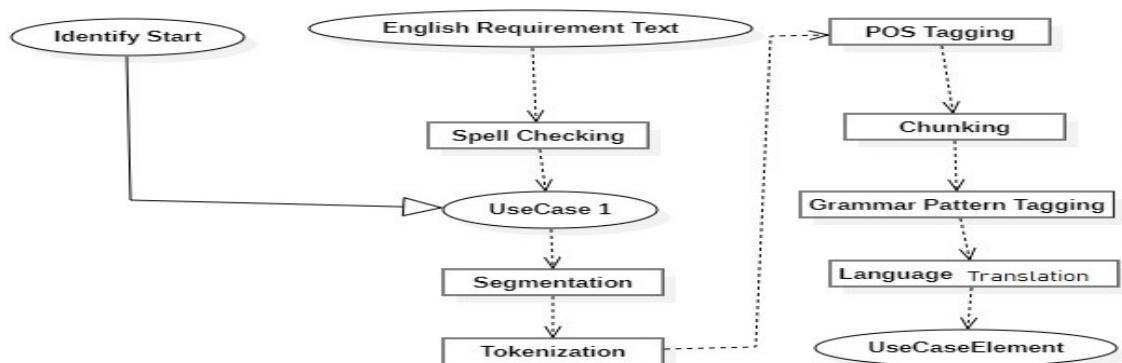 Identify Start
English Requirement Text
Spell Checking
UseCase 1
Segmentation
Tokenization
POS Tagging
Chunking
Grammar Pattern Tagging
Language Translation
UseCaseElement